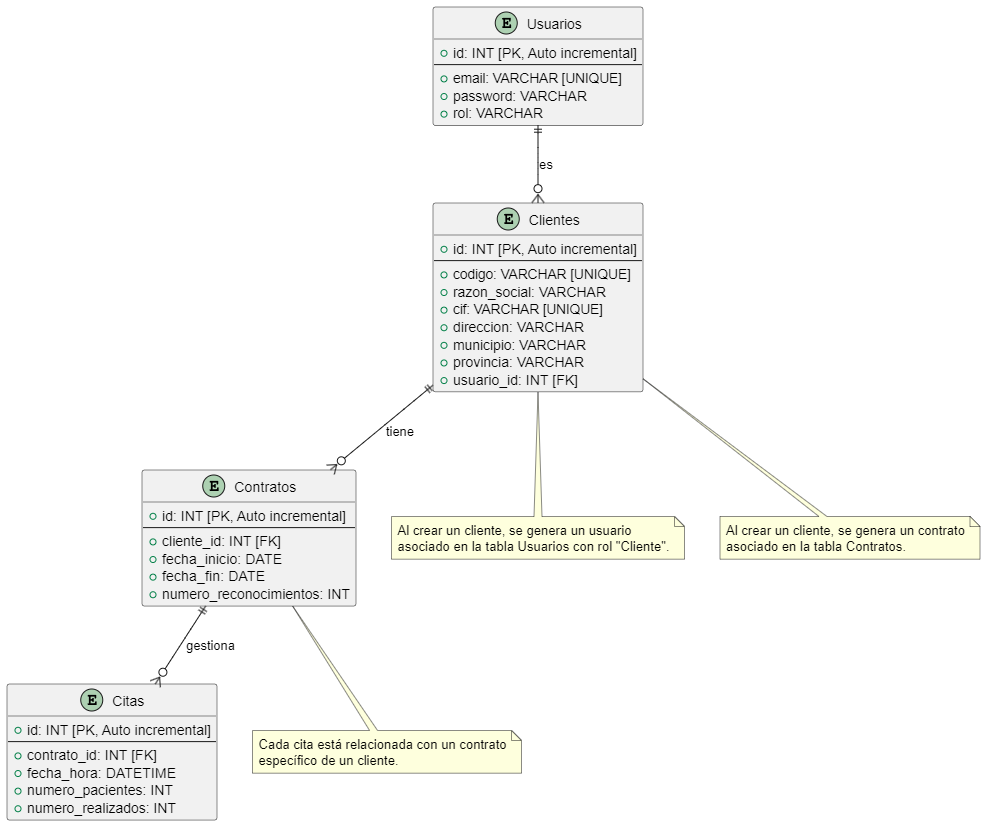 E Usuarios
id: INT [PK, Auto incremental]
email: VARCHAR [UNIQUE]
password: VARCHAR
rol: VARCHAR
es
E Clientes
id: INT [PK, Auto incremental]
codigo: VARCHAR [UNIQUE]
razon_social: VARCHAR
cif: VARCHAR [UNIQUE]
direccion: VARCHAR
municipio: VARCHAR
provincia: VARCHAR
usuario_id: INT [FK]
tiene
E Contratos
id: INT [PK, Auto incremental]
cliente_id: INT [FK]
fecha_inicio: DATE
fecha_fin: DATE
numero_reconocimientos: INT
Al crear un cliente, se genera un usuario
asociado en la tabla Usuarios con rol "Cliente".
Al crear un cliente, se genera un contrato
asociado en la tabla Contratos.
gestiona
E Citas
id: INT [PK, Auto incremental]
contrato_id: INT [FK]
fecha_hora: DATETIME
numero_pacientes: INT
numero_realizados: INT
Cada cita está relacionada con un contrato
específico de un cliente.